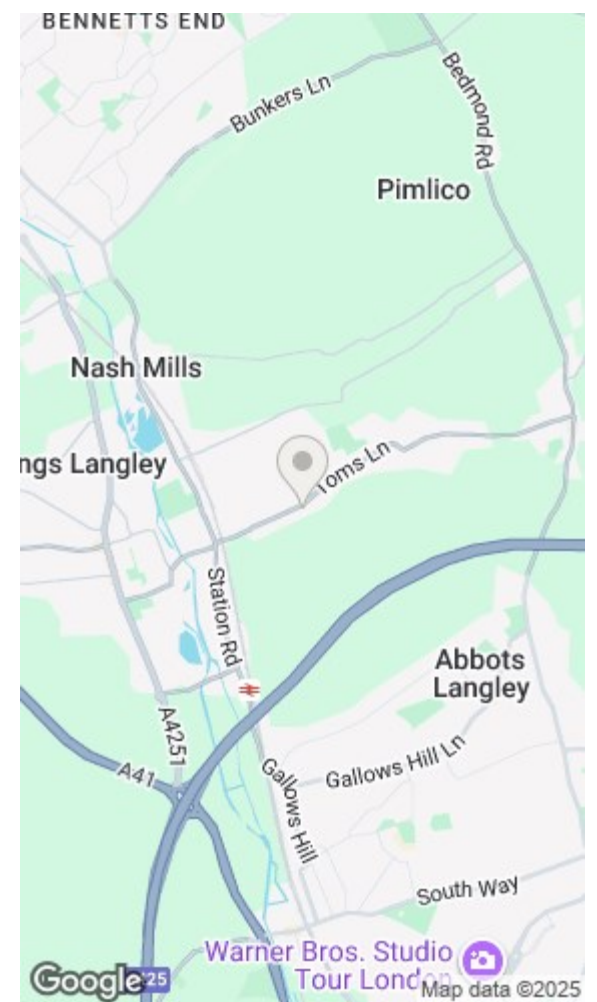 BENNETTS END
Bunkers Ln
Bedmond Rd
Pimlico
Nash Mills
ngs Langley
Toms Ln
Station Rd
Abbots
Langley
A4251
A41
Gallows Hill Ln
Gallows Hill
South Way
Warner Bros. Studio
Tour London
Google
25
Map data ©2025